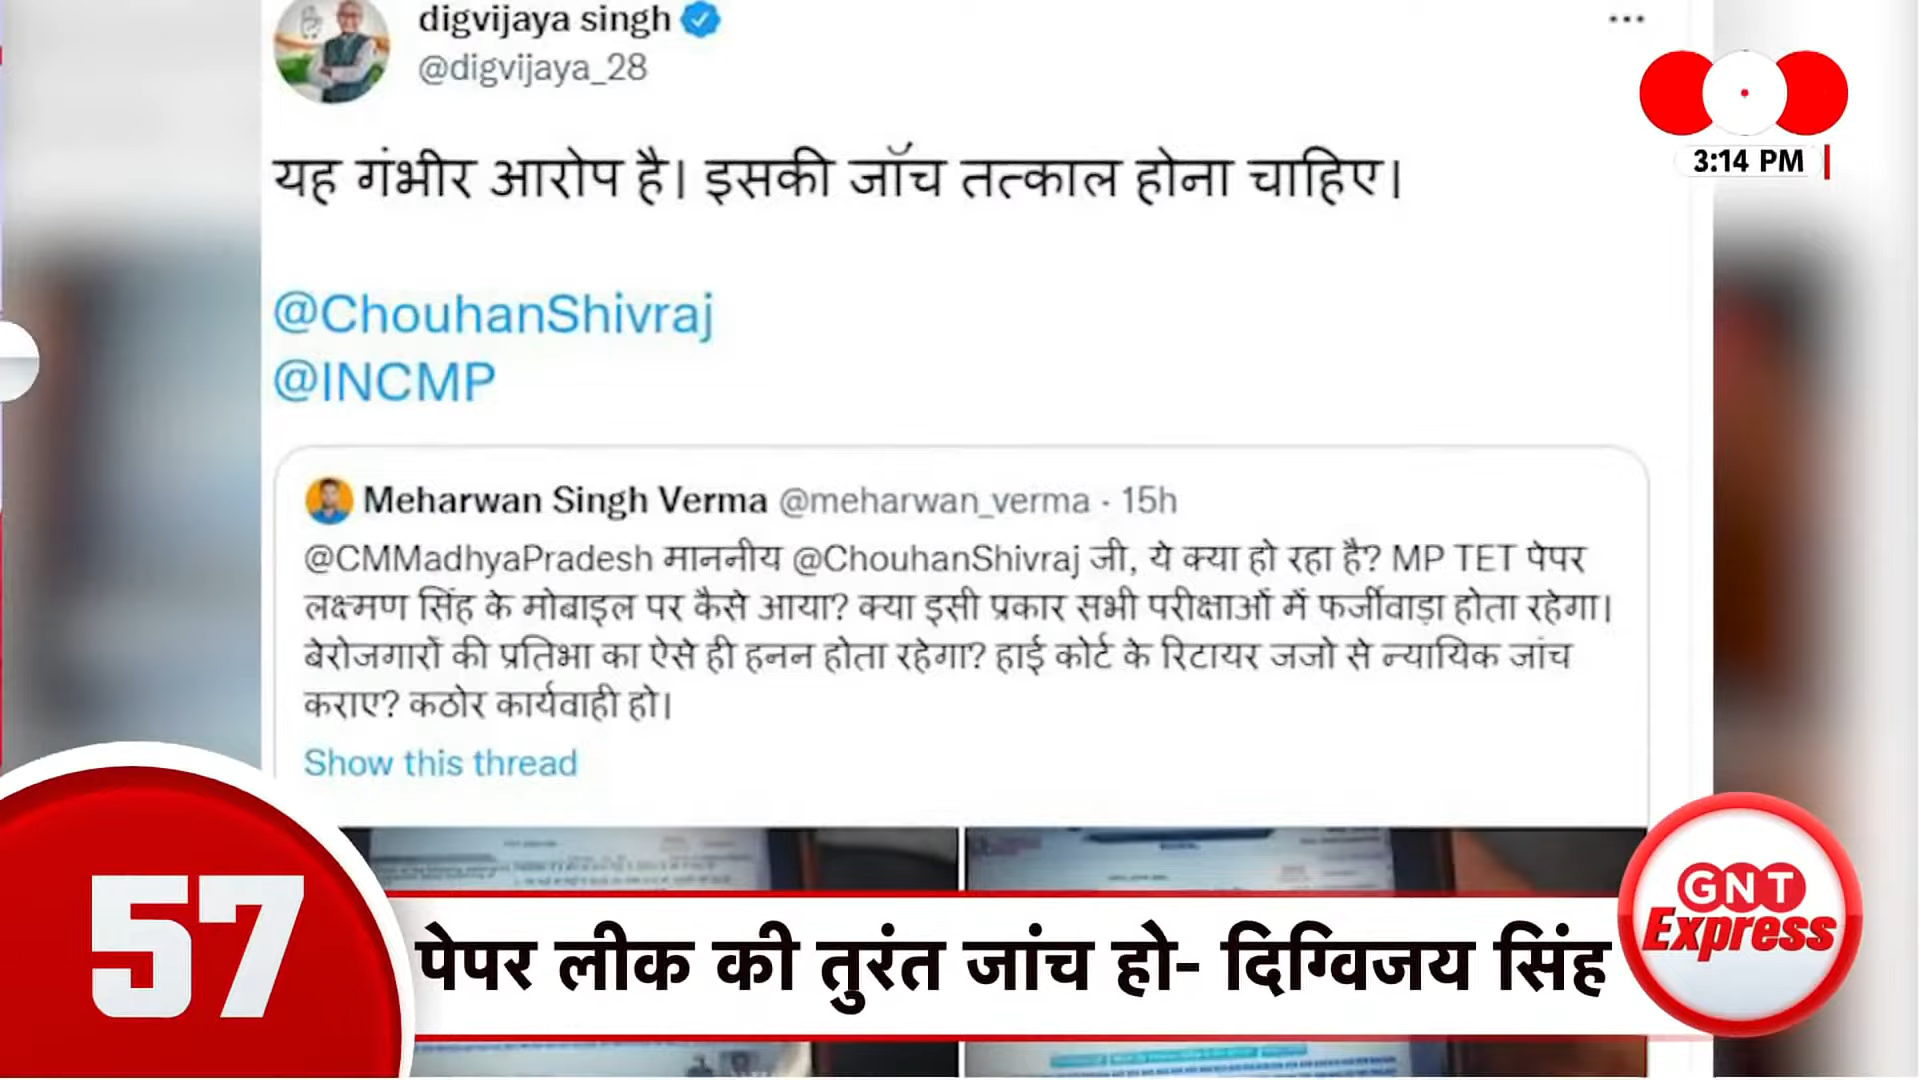 digvijaya singh
@digvijaya_28
3:14 PM
यह गंभीर आरोप है। इसकी जॉच तत्काल होना चाहिए।
@ChouhanShivraj
@INCMP
Meharwan Singh Verma @meharwan_verma · 15h
@CMMadhyaPradesh माननीय @ChouhanShivraj जी, ये क्या हो रहा है? MP TET पेपर
लक्ष्मण सिंह के मोबाइल पर कैसे आया? क्या इसी प्रकार सभी परीक्षाओं में फर्जीवाड़ा होता रहेगा।
बेरोजगारों की प्रतिभा का ऐसे ही हनन होता रहेगा? हाई कोर्ट के रिटायर जजो से न्यायिक जांच
कराए? कठोर कार्यवाही हो।
Show this thread
57
पेपर लीक की तुरंत जांच हो- दिग्विजय सिंह
GNT
Express